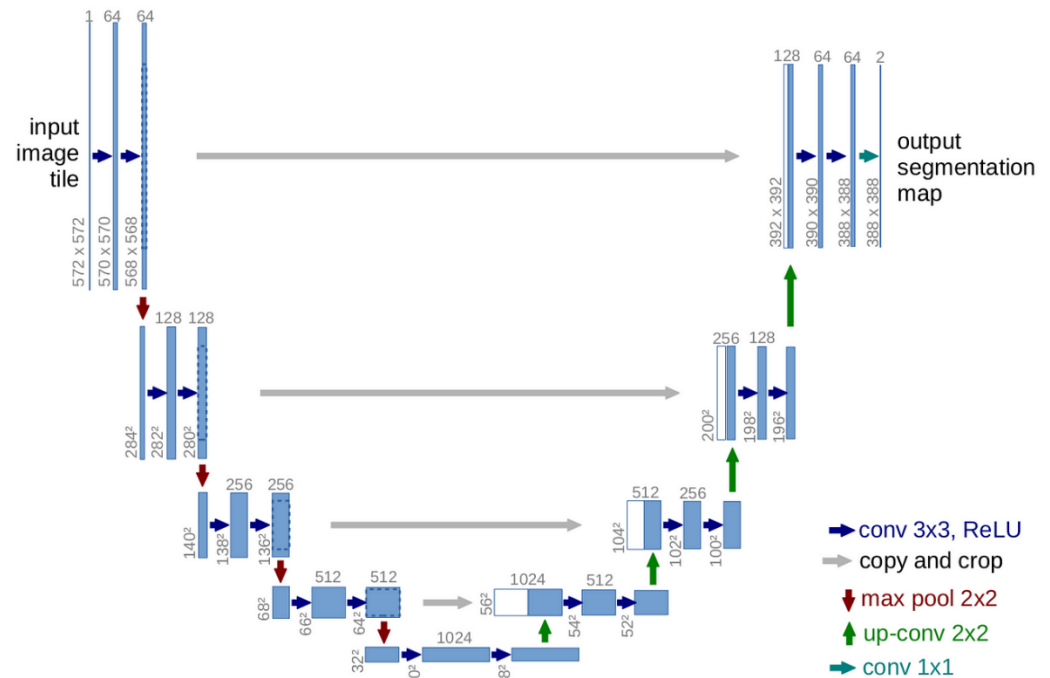 1 64 64
input
image
tile
572 x 572
570 x 570
568 x 568
128 64 64 2
output
segmentation
map
392 x 392
390 x 390
388 x 388
388 x 388
128 128
284²
282²
280²
256 128
200²
198²
196²
256 256
140²
138²
136²
512 256
104²
102²
100²
512 512
68²
66²
64²
1024 512
56²
54²
52²
1024
32²
0²
8²
conv 3x3, ReLU
copy and crop
max pool 2x2
up-conv 2x2
conv 1x1